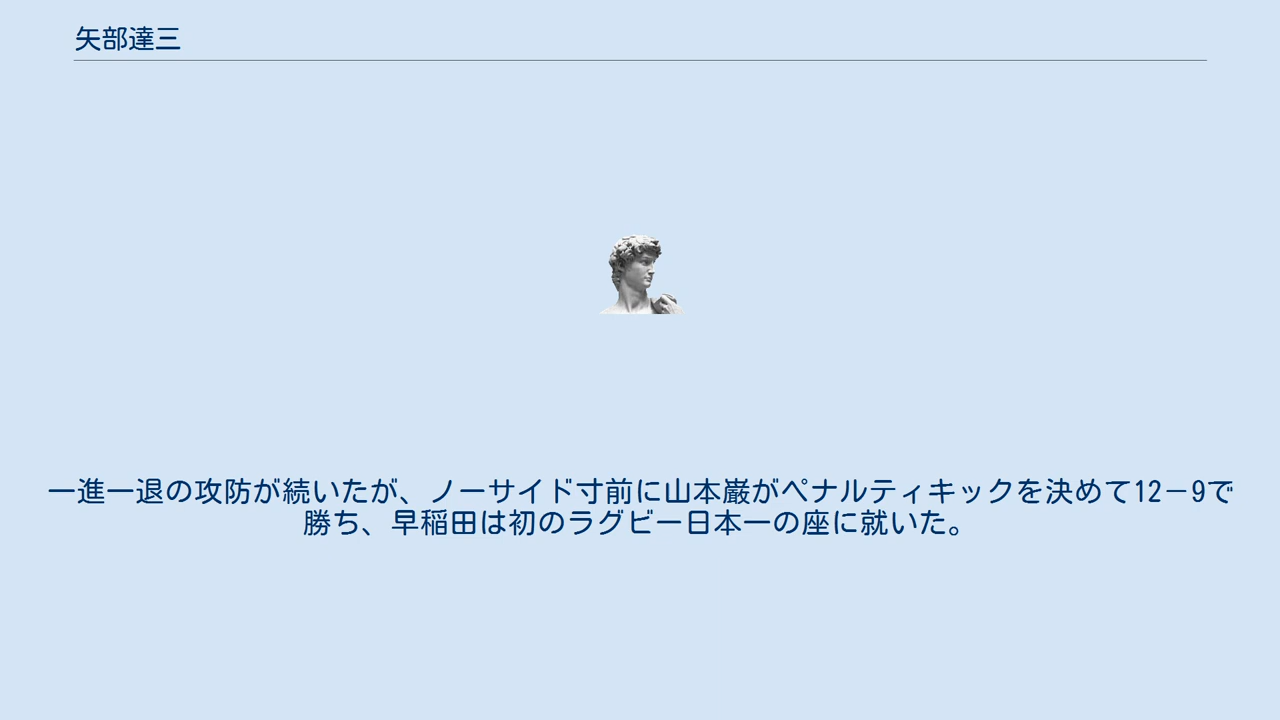 矢部達三
一進一退の攻防が続いたが、ノーサイド寸前に山本巌がペナルティキックを決めて12－9で
勝ち、早稲田は初のラグビー日本一の座に就いた。